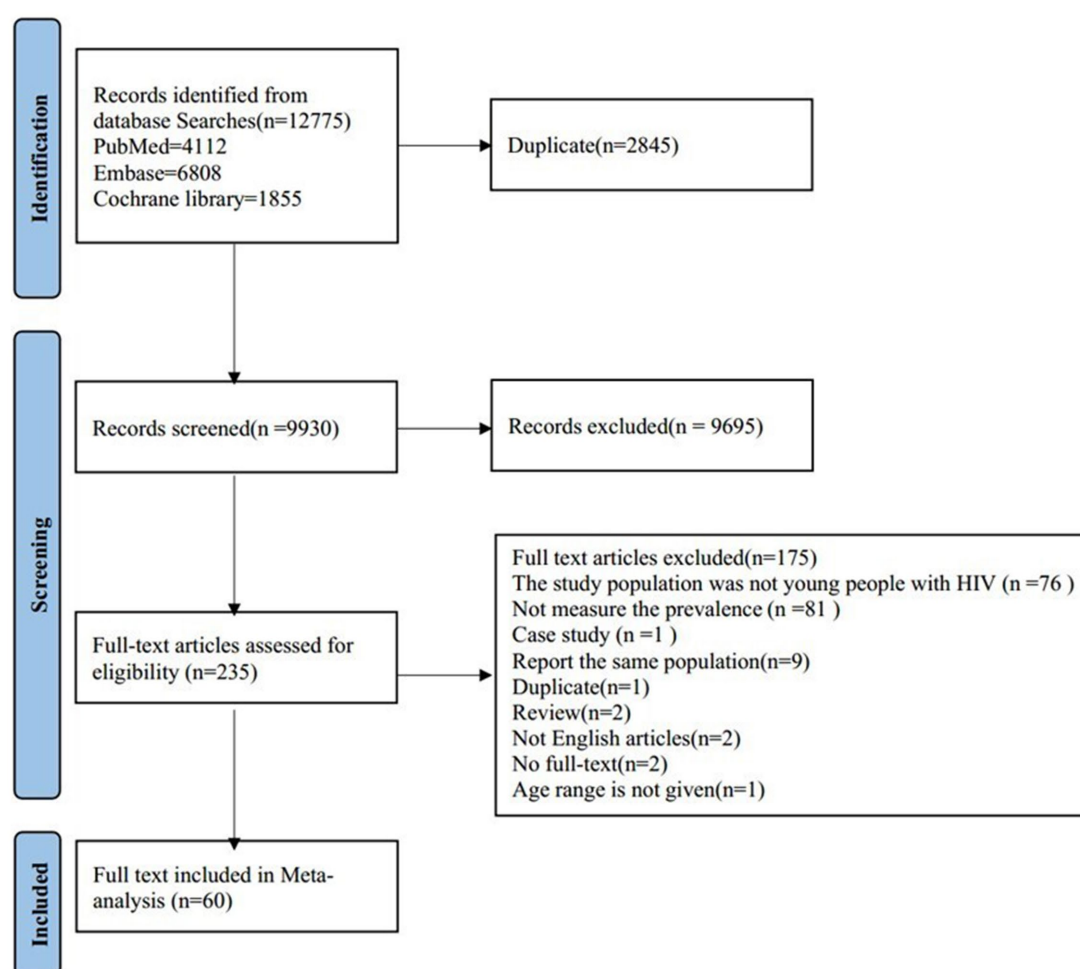 Identification
Records identified from
database Searches(n=12775)
PubMed=4112
Embase=6808
Cochrane library=1855
Duplicate(n=2845)
Screening
Records screened(n =9930)
Records excluded(n = 9695)
Full-text articles assessed for
eligibility (n=235)
Full text articles excluded(n=175)
The study population was not young people with HIV (n =76 )
Not measure the prevalence (n =81 )
Case study (n =1 )
Report the same population(n=9)
Duplicate(n=1)
Review(n=2)
Not English articles(n=2)
No full-text(n=2)
Age range is not given(n=1)
Included
Full text included in Meta-
analysis (n=60)